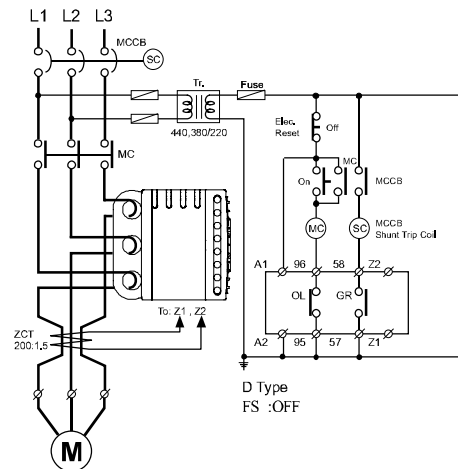 L1 L2 L3
MCCB
SC
Tr.
Fuse
440,380/220
Elec.
Reset
Off
MC
MC
On
MCCB
MC
SC
MCCB
Shunt Trip Coil
A1 96 58 Z2
OL
GR
To: Z1 , Z2
ZCT
200:1.5
A2 95 57 Z1
D Type
FS :OFF
M